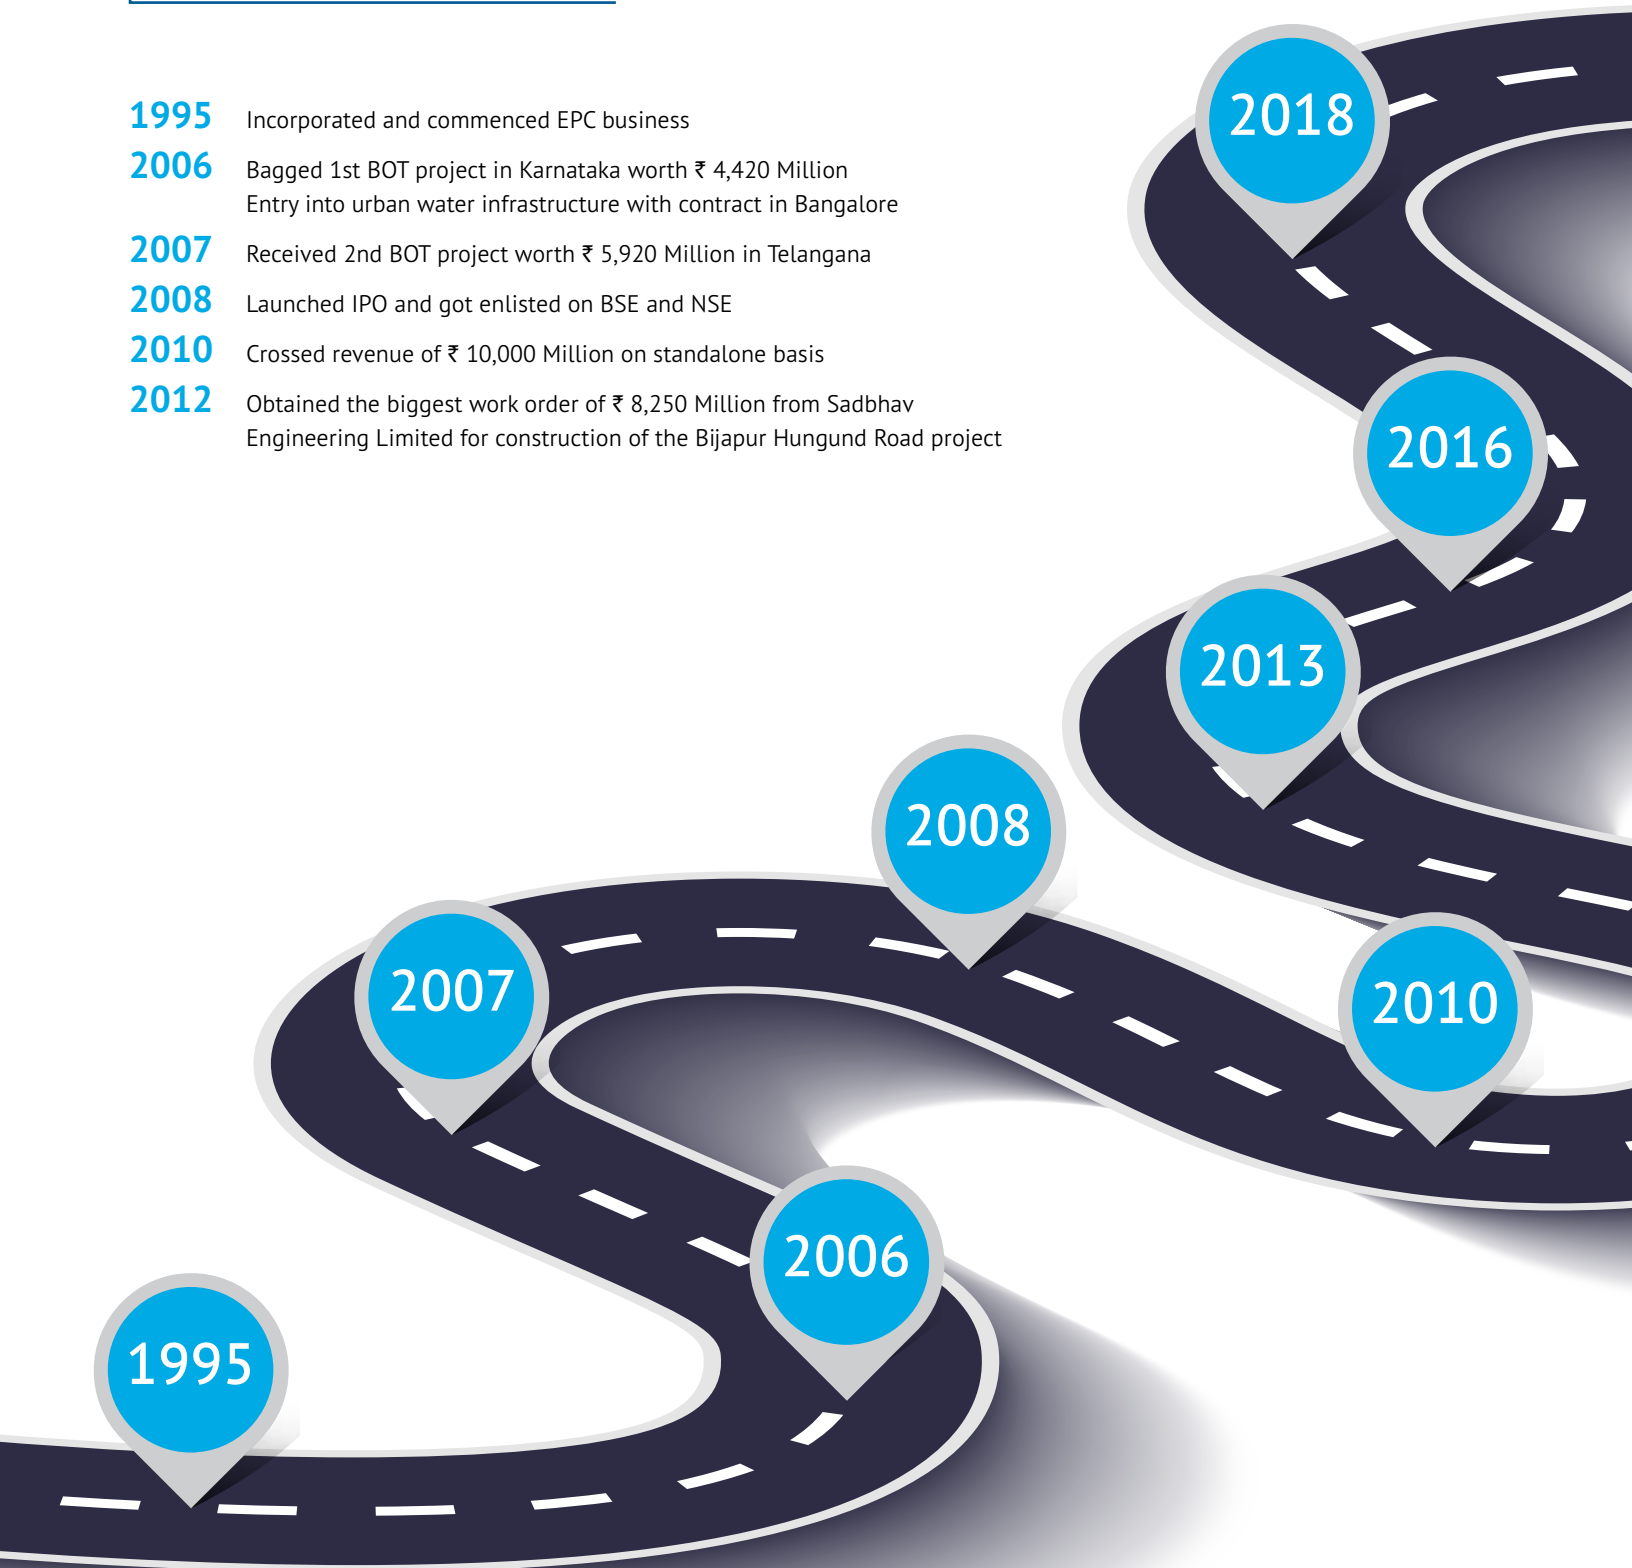 1995 Incorporated and commenced EPC business
2006 Bagged 1st BOT project in Karnataka worth ₹ 4,420 Million
Entry into urban water infrastructure with contract in Bangalore
2007 Received 2nd BOT project worth ₹ 5,920 Million in Telangana
2008 Launched IPO and got enlisted on BSE and NSE
2010 Crossed revenue of ₹ 10,000 Million on standalone basis
2012 Obtained the biggest work order of ₹ 8,250 Million from Sadbhav
Engineering Limited for construction of the Bijapur Hungund Road project
2018
2016
2013
2008
2007
2010
2006
1995